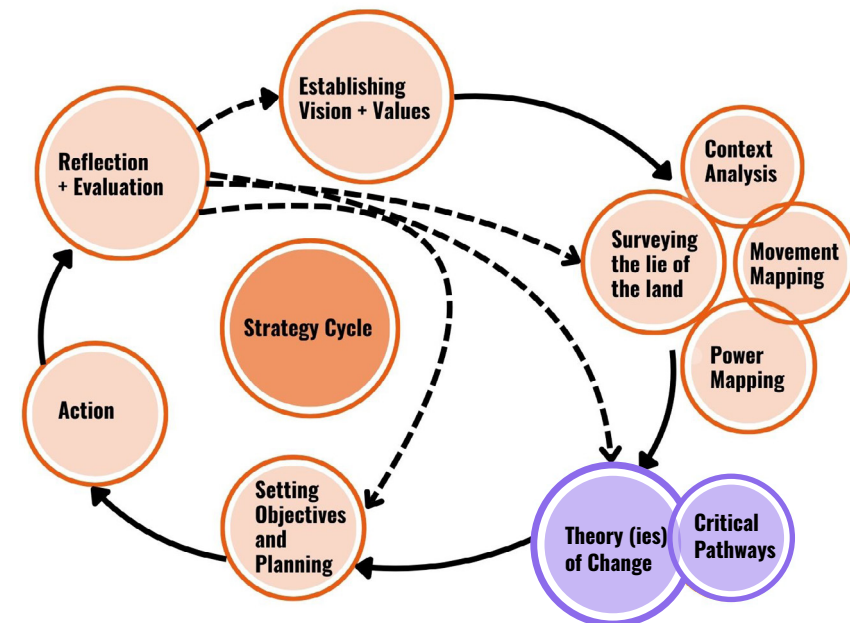 Establishing
Vision + Values
Reflection
+ Evaluation
Context
Analysis
Surveying
the lie of
the land
Movement
Mapping
Power
Mapping
Strategy Cycle
Action
Setting
Objectives
and
Planning
Theory (ies)
of Change
Critical
Pathways